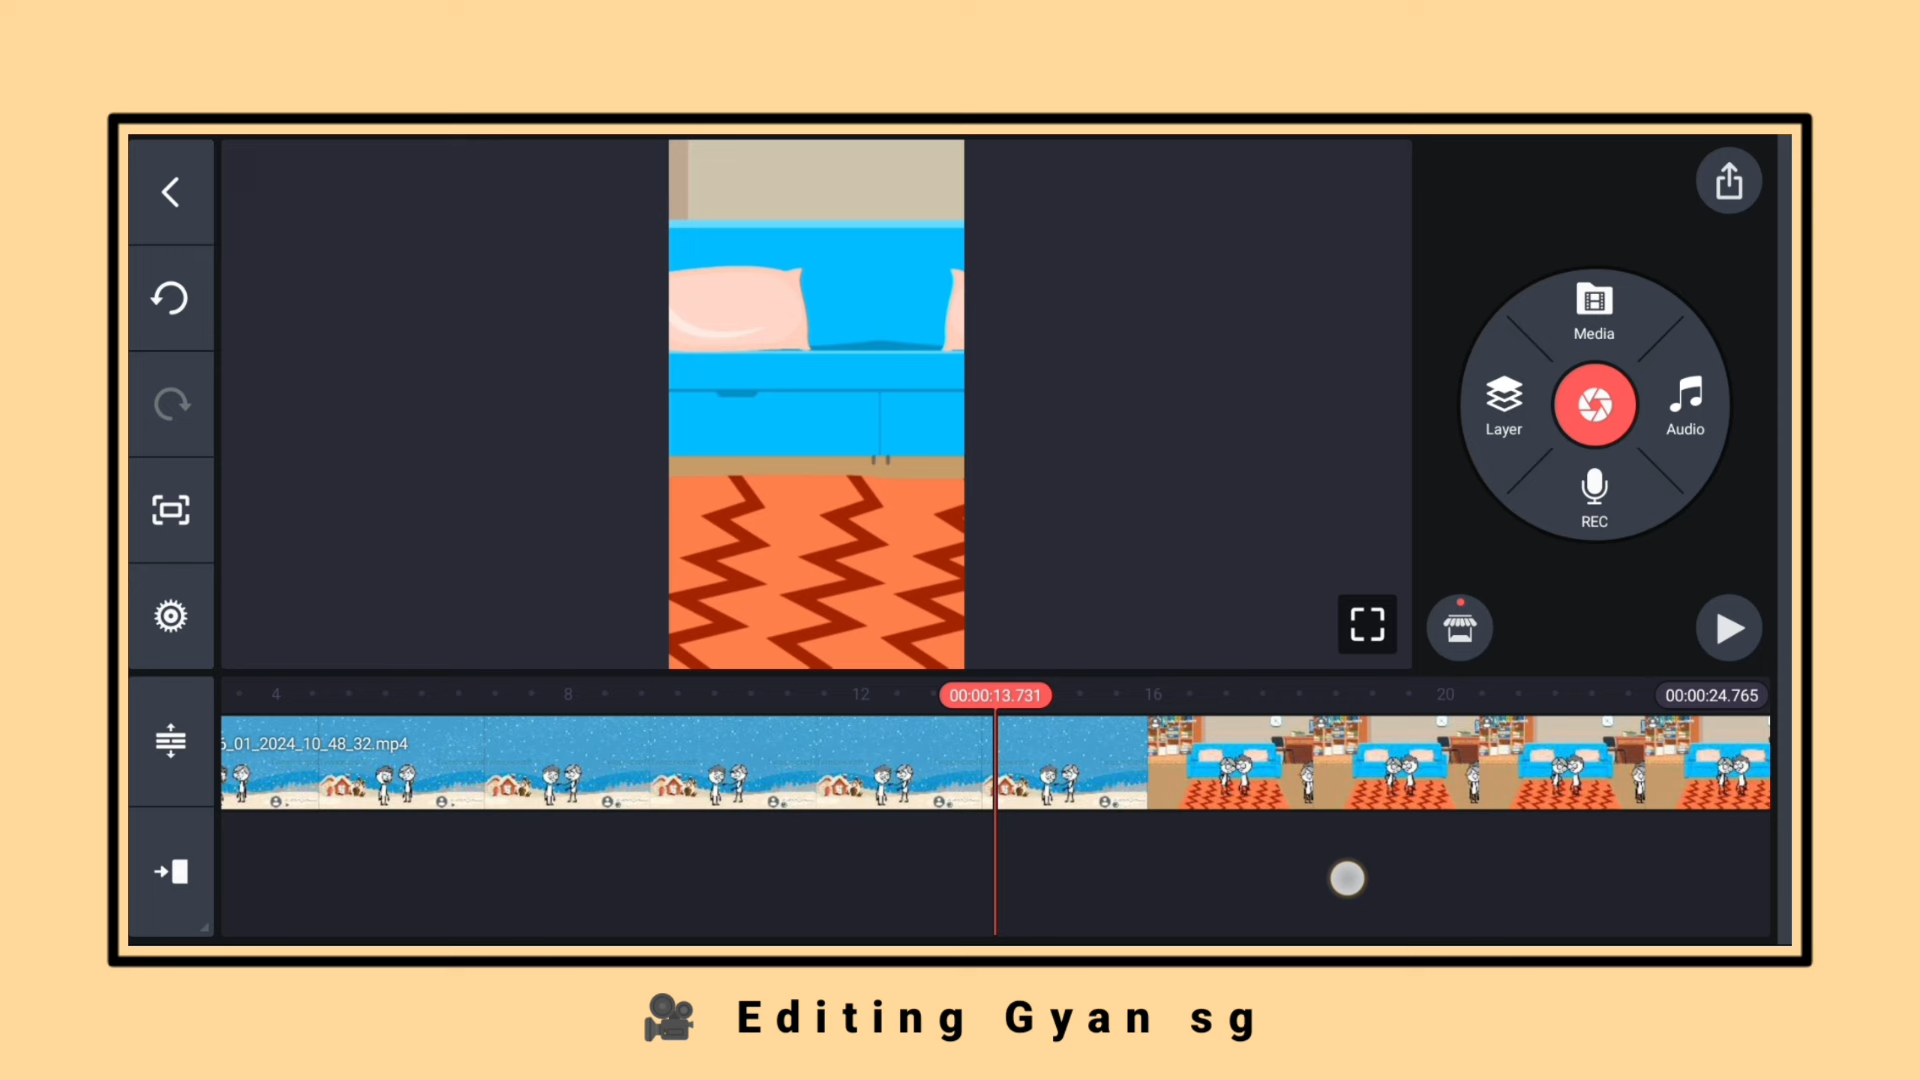 Media
Layer
Audio
REC
4
8
12
00:00:13.731
16
20
00:00:24.765
6_01_2024_10_48_32.mp4
Editing Gyan sg